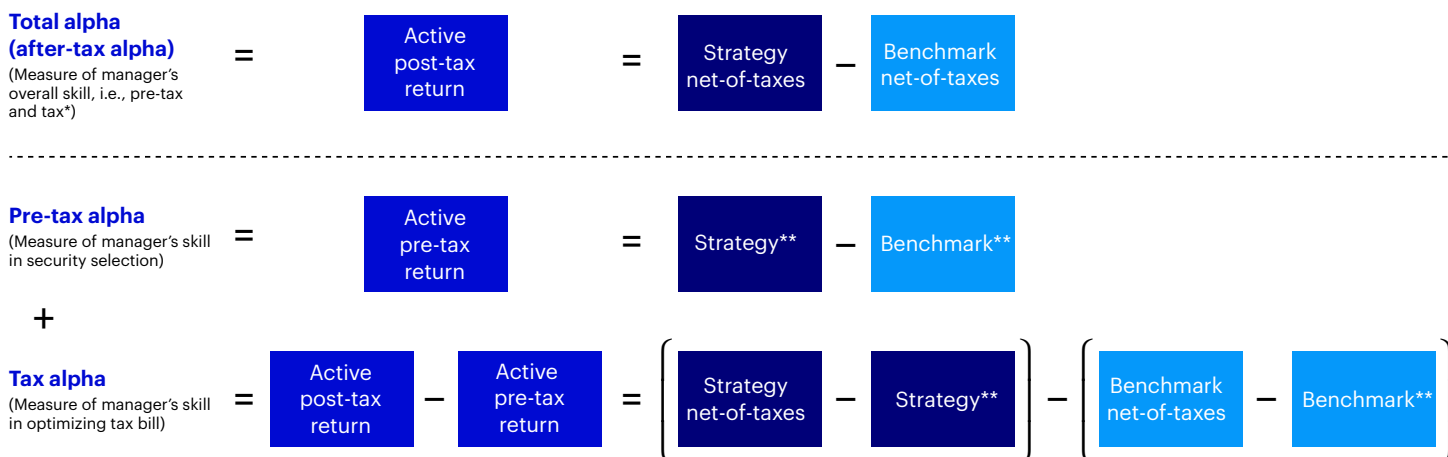 Total alpha
(after-tax alpha)
(Measure of manager’s
overall skill, i.e., pre-tax
and tax*)
=
Active
post-tax
return
=
Strategy
net-of-taxes
–
Benchmark
net-of-taxes
Pre-tax alpha
(Measure of manager’s skill
in security selection)
=
Active
pre-tax
return
=
Strategy**
–
Benchmark**
+
Tax alpha
(Measure of manager’s skill
in optimizing tax bill)
=
Active
post-tax
return
–
Active
pre-tax
return
=
(
Strategy
net-of-taxes
–
Strategy**
)
–
(
Benchmark
net-of-taxes
–
Benchmark**
)